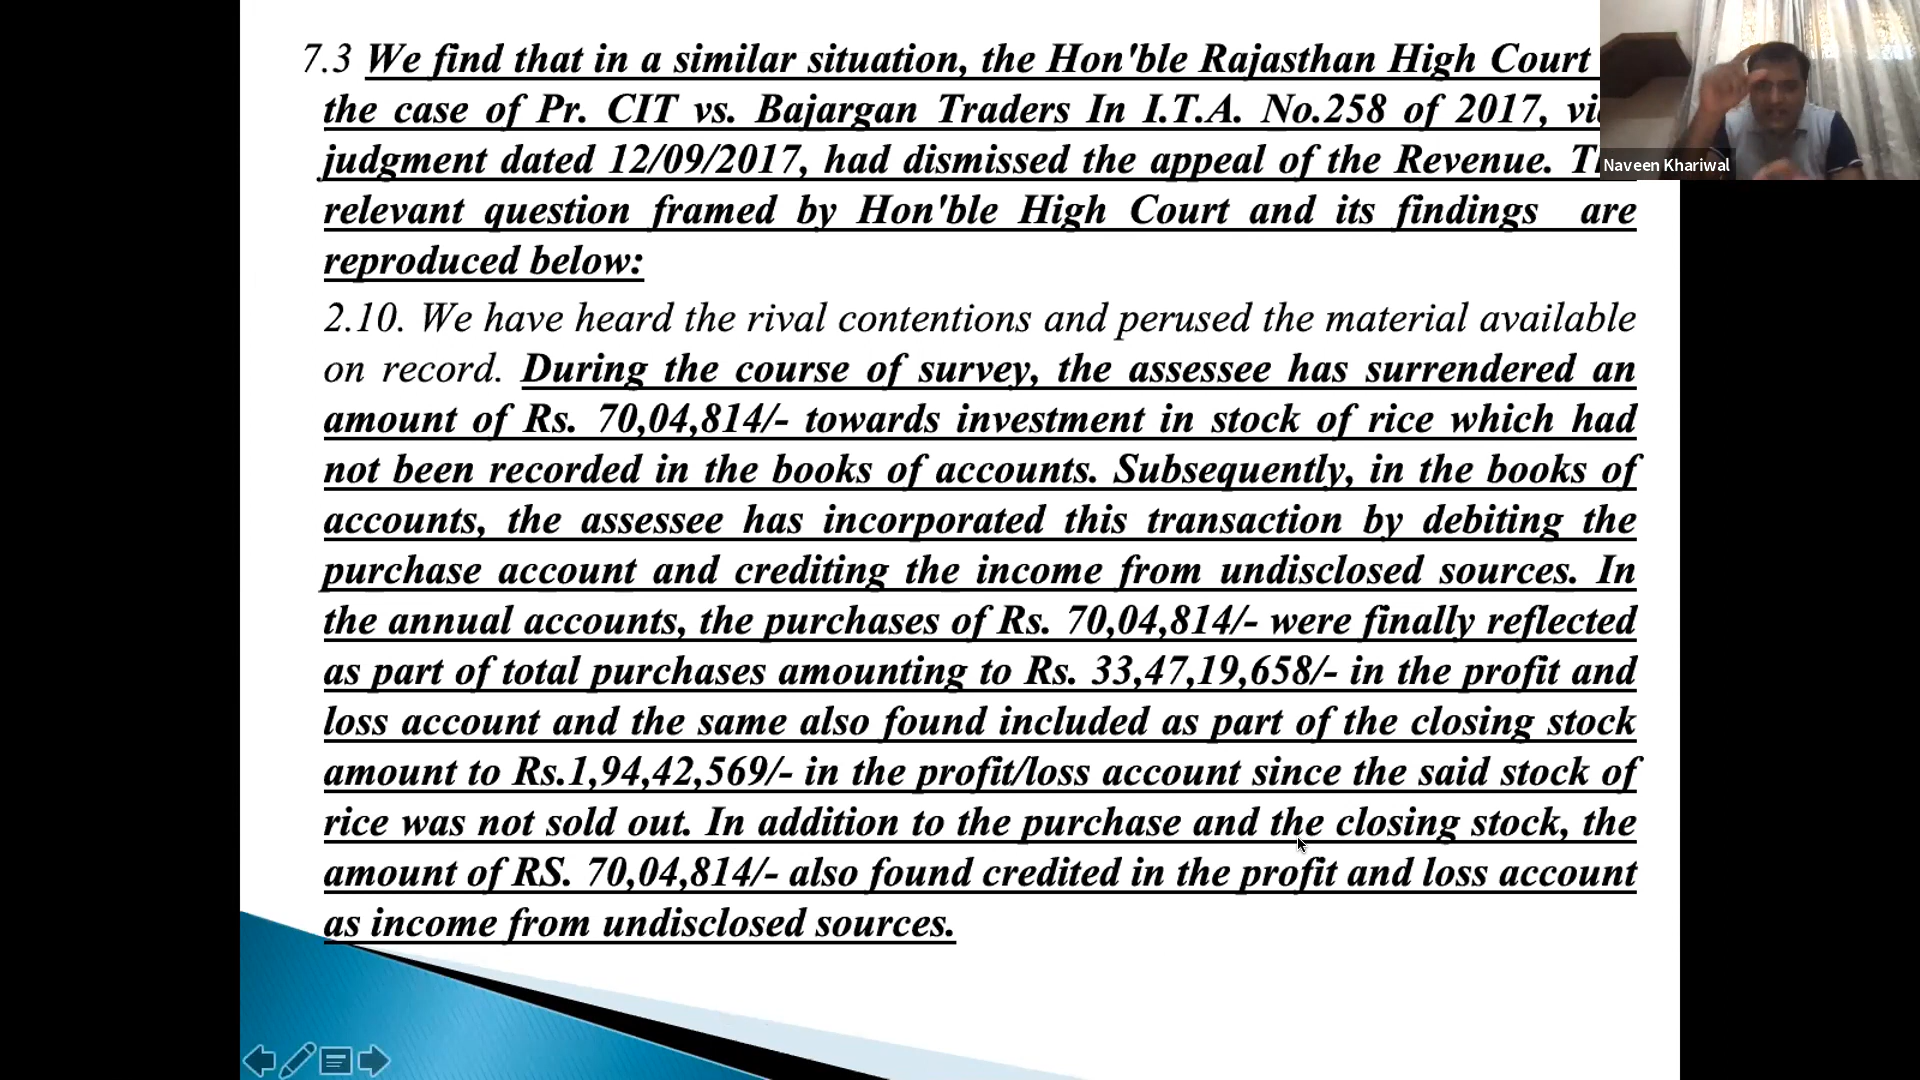 7.3 We find that in a similar situation, the Hon'ble Rajasthan High Court
the case of Pr. CIT vs. Bajargan Traders In I.T.A. No.258 of 2017,
judgment dated 12/09/2017, had dismissed the appeal of the Revenue.
relevant question framed by Hon'ble High Court and its findings are
reproduced below:
2.10. We have heard the rival contentions and perused the material available
on record. During the course of survey, the assessee has surrendered an
amount of Rs. 70,04,814/- towards investment in stock of rice which had
not been recorded in the books of accounts. Subsequently, in the books of
accounts, the assessee has incorporated this transaction by debiting the
purchase account and crediting the income from undisclosed sources. In
the annual accounts, the purchases of Rs. 70,04,814/- were finally reflected
as part of total purchases amounting to Rs. 33,47,19,658/- in the profit and
loss account and the same also found included as part of the closing stock
amount to Rs.1,94,42,569/- in the profit/loss account since the said stock of
rice was not sold out. In addition to the purchase and the closing stock, the
amount of RS. 70,04,814/- also found credited in the profit and loss account
as income from undisclosed sources.
Naveen Khariwal